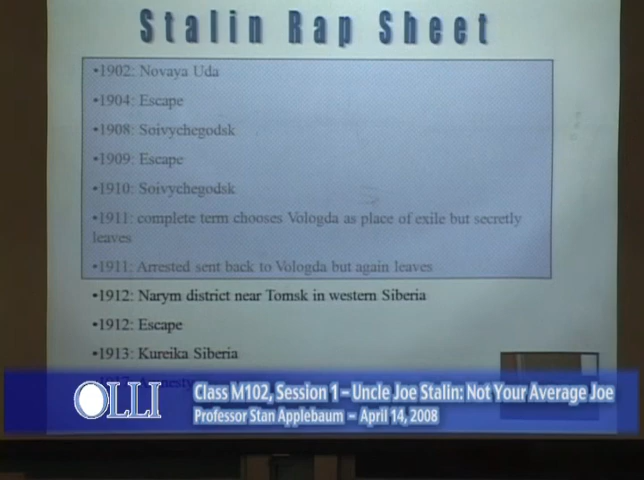 Stalin Rap Sheet
•1902: Novaya Uda
•1904: Escape
•1908: Soivychegodsk
•1909: Escape
•1910: Soivychegodsk
•1911: complete term chooses Vologda as place of exile but secretly
leaves
•1911: Arrested sent back to Vologda but again leaves
•1912: Narym district near Tomsk in western Siberia
•1912: Escape
•1913: Kureika Siberia
Amnesty
OLLI
Class M102, Session 1 – Uncle Joe Stalin: Not Your Average Joe
Professor Stan Applebaum – April 14, 2008